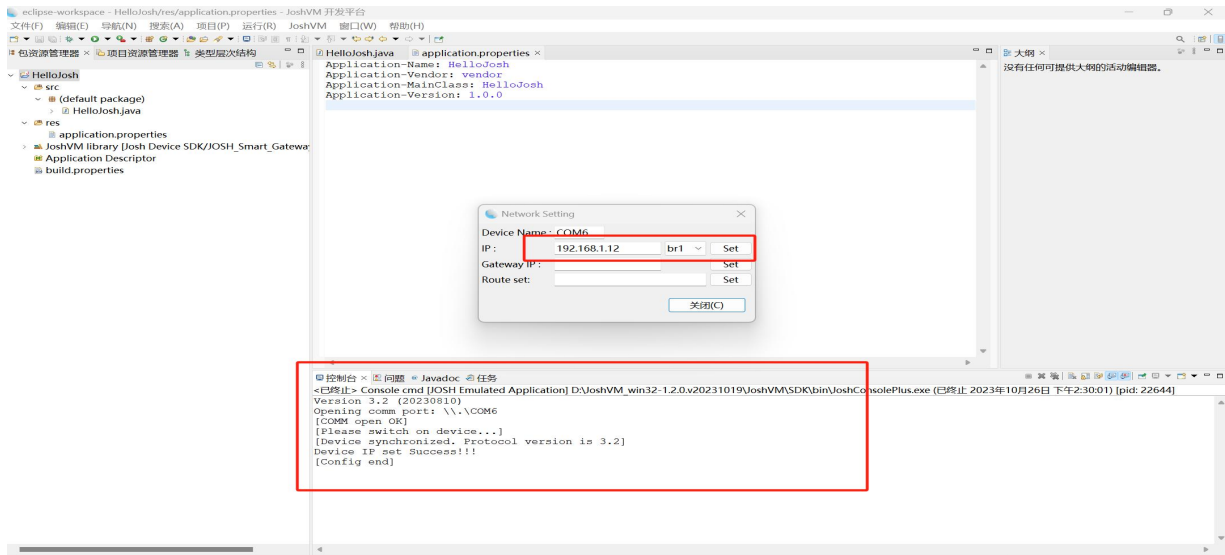 eclipse-workspace - HelloJosh/res/application.properties - JoshVM 开发平台
文件(F) 编辑(E) 导航(N) 搜索(A) 项目(P) 运行(R) JoshVM 窗口(W) 帮助(H)
包资源管理器 项目资源管理器 类型层次结构
HelloJosh
src
(default package)
HelloJosh.java
res
application.properties
JoshVM library [Josh Device SDK/JOSH_Smart_Gatewa
Application Descriptor
build.properties
HelloJosh.java application.properties
Application-Name: HelloJosh
Application-Vendor: vendor
Application-MainClass: HelloJosh
Application-Version: 1.0.0
大纲
没有任何可提供大纲的活动编辑器。
Network Setting
Device Name : COM6
IP : 192.168.1.12 br1 Set
Gateway IP : Set
Route set: Set
关闭(C)
控制台 问题 Javadoc 任务
<已终止> Console cmd [JOSH Emulated Application] D:\JoshVM_win32-1.2.0.v20231019\JoshVM\SDK\bin\JoshConsolePlus.exe (已终止 2023年10月26日 下午2:30:01) [pid: 22644]
Version 3.2 (20230810)
Opening comm port: \\.\COM6
[COMM open OK]
[Please switch on device...]
[Device synchronized. Protocol version is 3.2]
Device IP set Success!!!
[Config end]